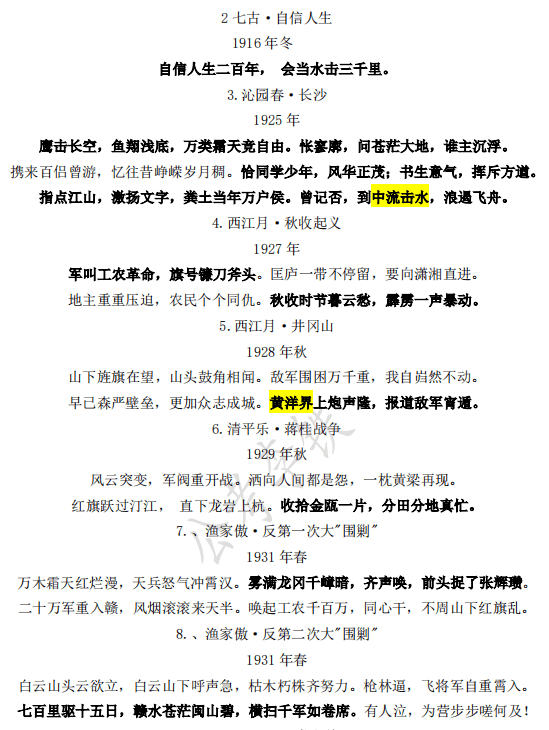 2 七古·自信人生
1916 年冬
自信人生二百年， 会当水击三千里。
3.沁园春·长沙
1925 年
鹰击长空，鱼翔浅底，万类霜天竞自由。怅寥廓，问苍茫大地，谁主沉浮。
携来百侣曾游，忆往昔峥嵘岁月稠。恰同学少年，风华正茂；书生意气，挥斥方遒。
指点江山，激扬文字，粪土当年万户侯。曾记否，到中流击水，浪遏飞舟。
4.西江月·秋收起义
1927 年
军叫工农革命，旗号镰刀斧头。匡庐一带不停留，要向潇湘直进。
地主重重压迫，农民个个同仇。秋收时节暮云愁，霹雳一声暴动。
5.西江月·井冈山
1928 年秋
山下旌旗在望，山头鼓角相闻。敌军围困万千重，我自岿然不动。
早已森严壁垒，更加众志成城。黄洋界上炮声隆，报道敌军宵遁。
6.清平乐·蒋桂战争
1929 年秋
风云突变，军阀重开战。洒向人间都是怨，一枕黄粱再现。
红旗跃过汀江， 直下龙岩上杭。收拾金瓯一片，分田分地真忙。
7.、渔家傲·反第一次大"围剿"
1931 年春
万木霜天红烂漫，天兵怒气冲霄汉。雾满龙冈千嶂暗，齐声唤，前头捉了张辉瓒。
二十万军重入赣，风烟滚滚来天半。唤起工农千百万，同心干，不周山下红旗乱。
8.、渔家傲·反第二次大"围剿"
1931 年春
白云山头云欲立，白云山下呼声急，枯木朽株齐努力。枪林逼，飞将军自重霄入。
七百里驱十五日，赣水苍茫闽山碧，横扫千军如卷席。有人泣，为营步步嗟何及！